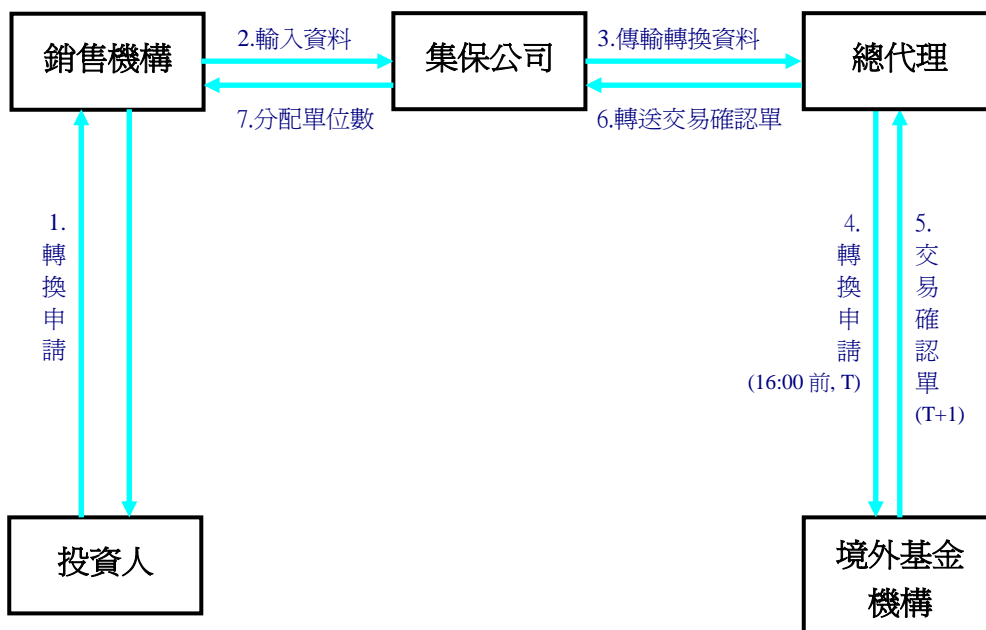 銷售機構
2.輸入資料
集保公司
3.傳輸轉換資料
總代理
7.分配單位數
6.轉送交易確認單
1.
轉
換
申
請
4.
轉
換
申
請
(16:00 前, T)
5.
交
易
確
認
單
(T+1)
投資人
境外基金
機構